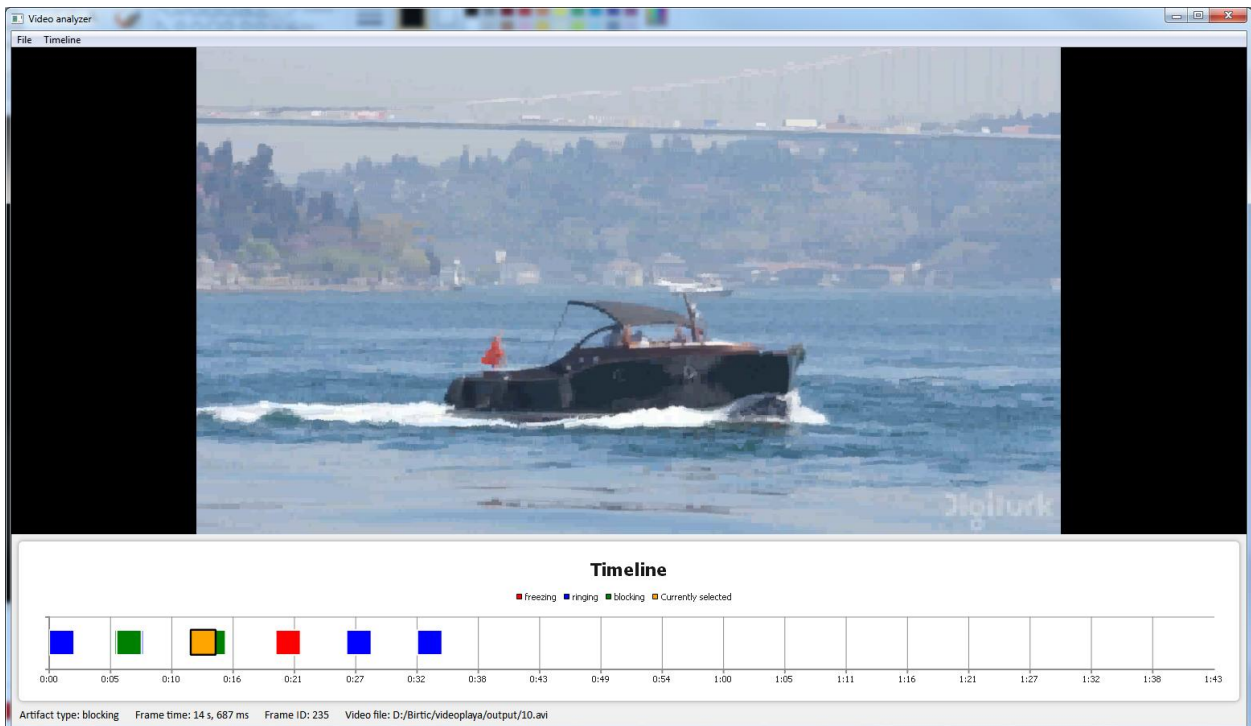 Video analyzer
File Timeline
Digiturk
Timeline
freezing ringing blocking Currently selected
0:00 0:05 0:10 0:16 0:21 0:27 0:32 0:38 0:43 0:49 0:54 1:00 1:05 1:11 1:16 1:21 1:27 1:32 1:38 1:43
Artifact type: blocking Frame time: 14 s, 687 ms Frame ID: 235 Video file: D:/Birtic/videoplaya/output/10.avi